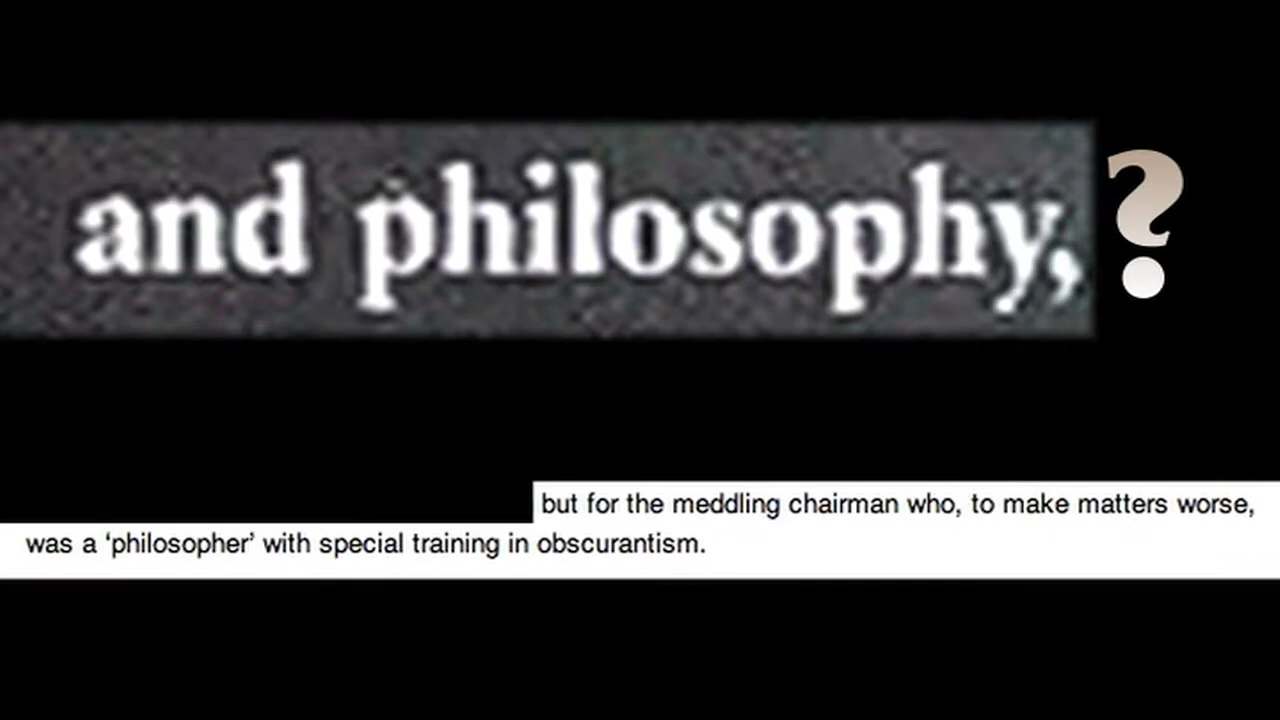 and philosophy,?
but for the meddling chairman who, to make matters worse,
was a ‘philosopher’ with special training in obscurantism.